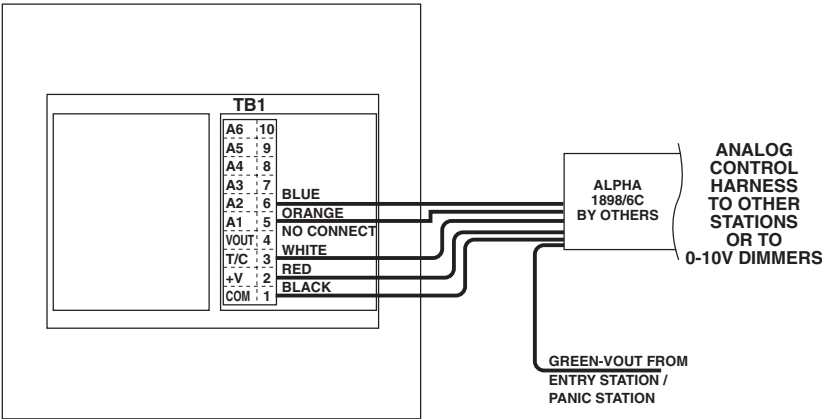 TB1
A6 10
A5 9
A4 8
A3 7
A2 6 BLUE
A1 5 ORANGE
VOUT 4 NO CONNECT
T/C 3 WHITE
+V 2 RED
COM 1 BLACK
ALPHA
1898/6C
BY OTHERS
ANALOG
CONTROL
HARNESS
TO OTHER
STATIONS
OR TO
0-10V DIMMERS
GREEN-VOUT FROM
ENTRY STATION /
PANIC STATION